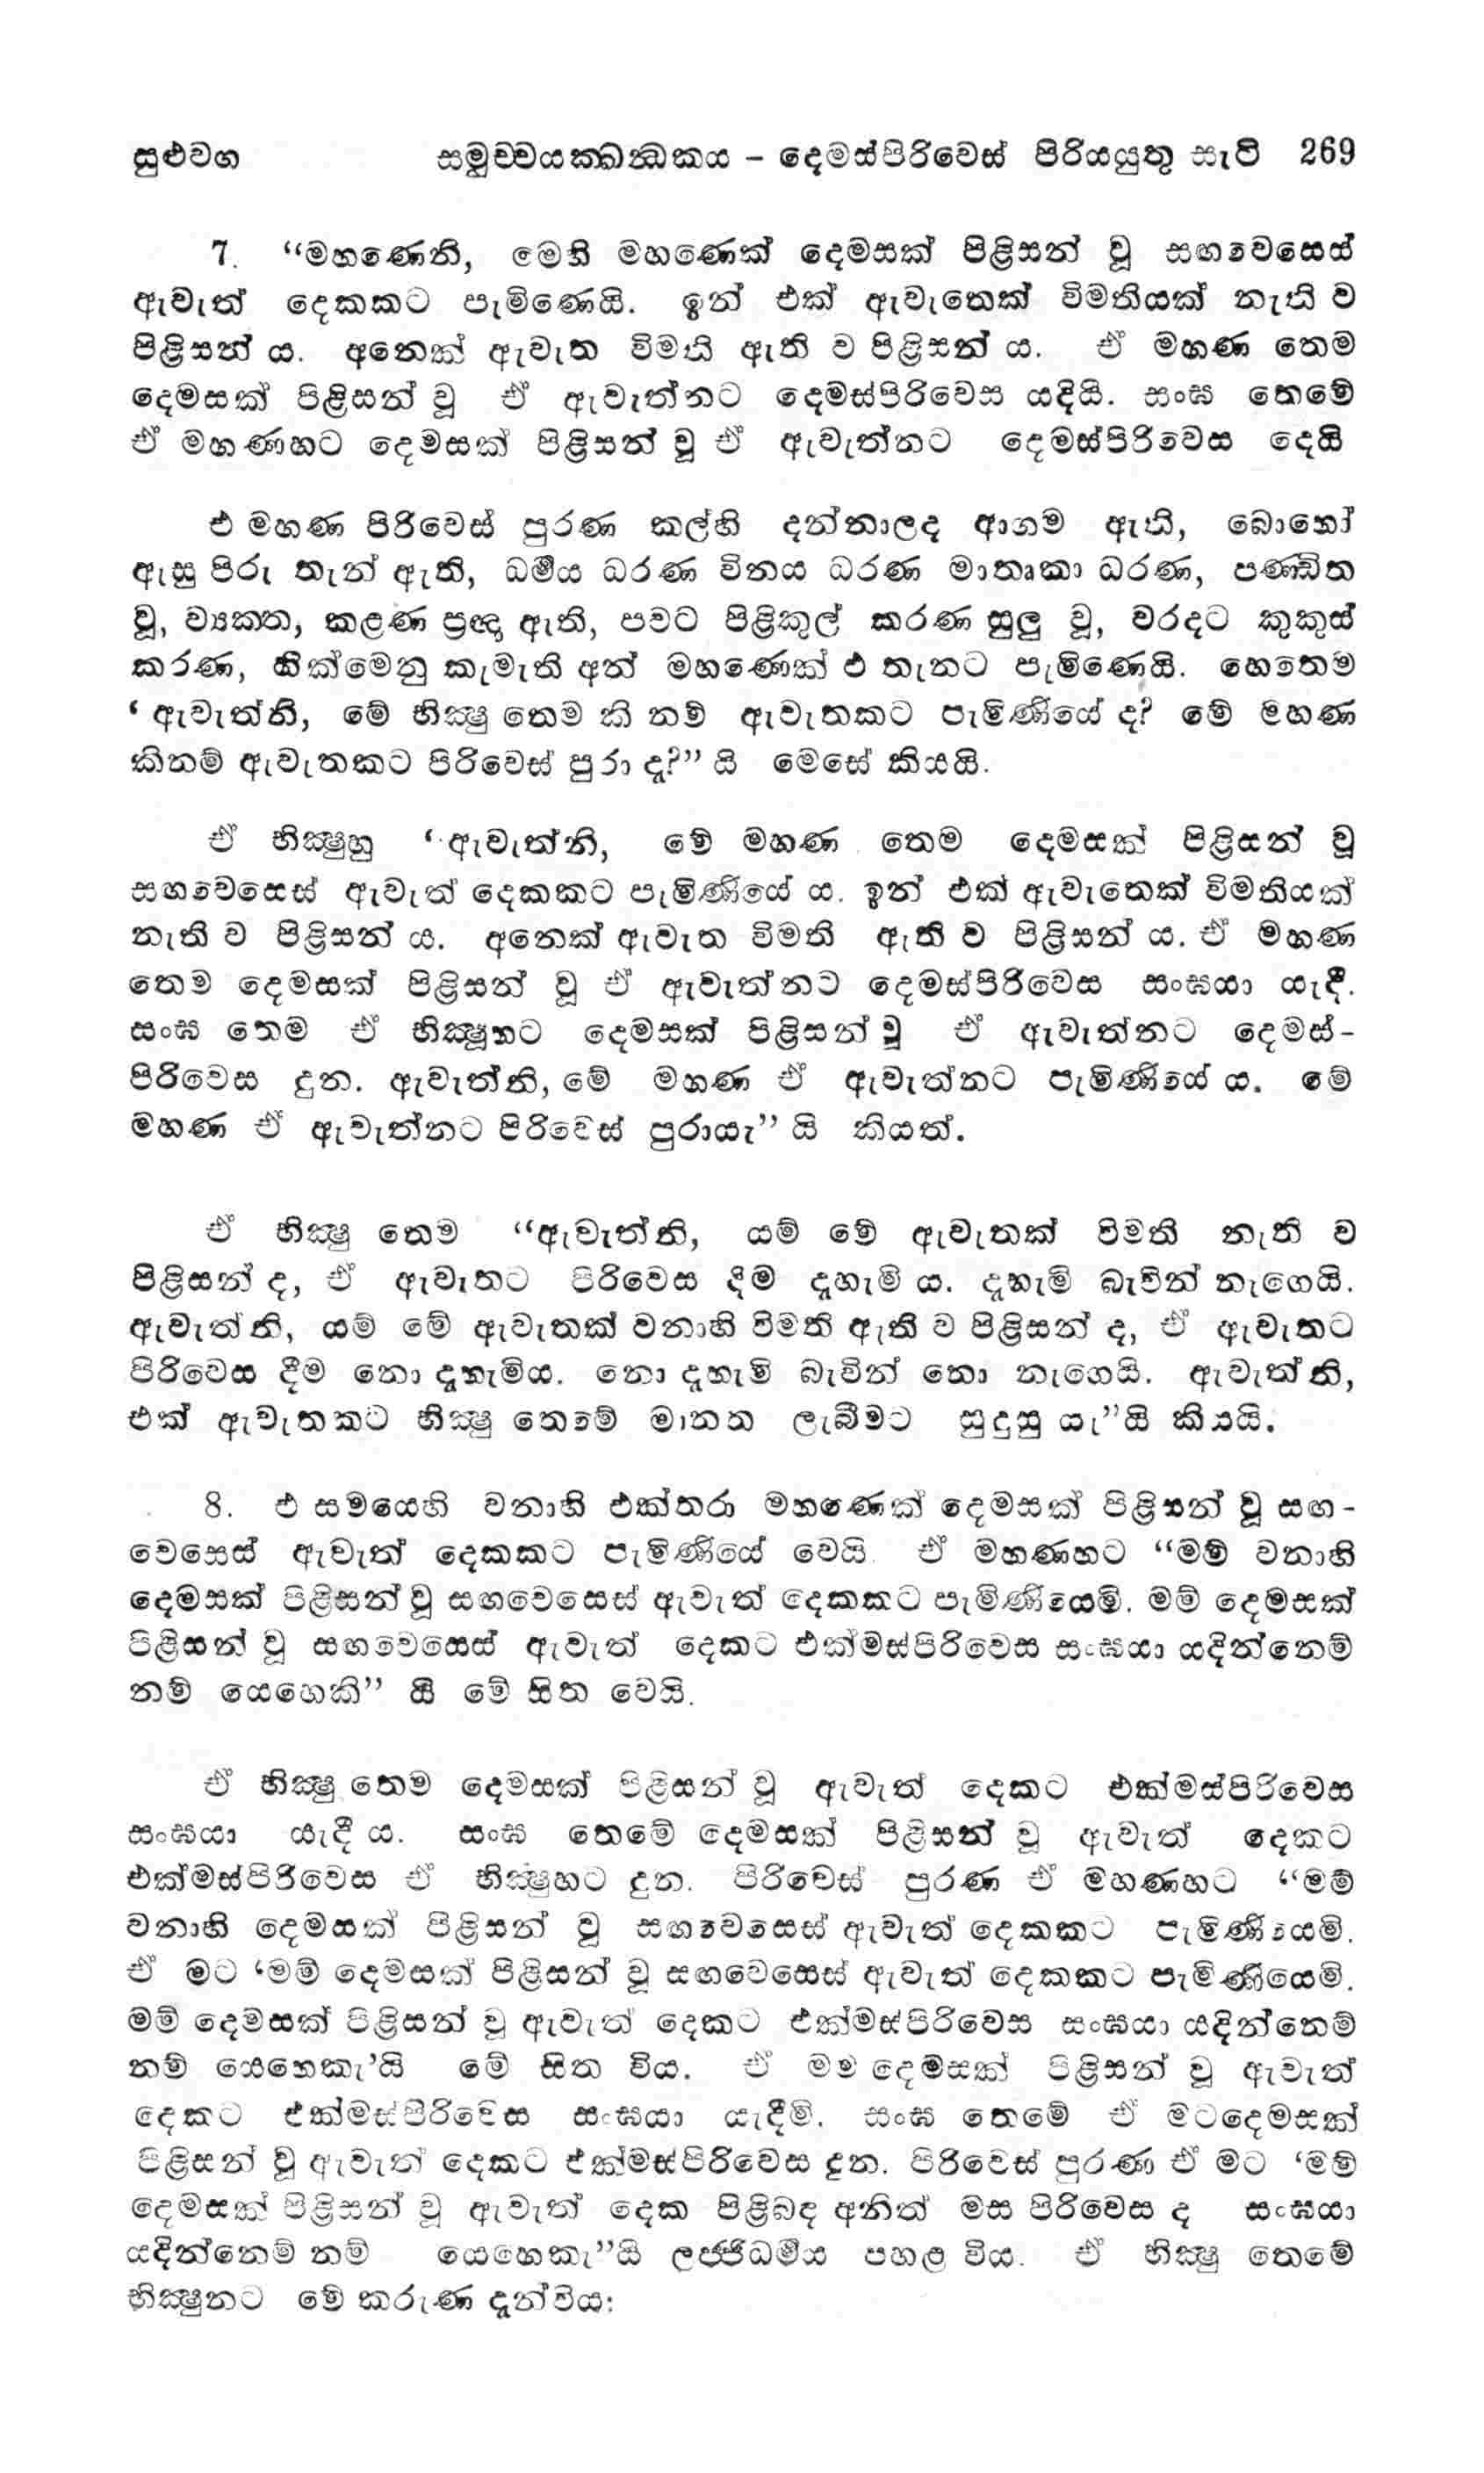 සුළුවග සමුච්චයක්ඛන්ධකය - දෙමස්පිරිවෙස් පිරියයුතු සැටි 269
7. “මහණෙනි, මෙහි මහණෙක් දෙමසක් පිළිසන් වූ සඟවෙසෙස්
ඇවැත් දෙකකට පැමිණෙයි. ඉන් එක් ඇවැතෙක් විමතියක් නැති ව
පිළිසන් ය. අනෙක් ඇවැත විමති ඇති ව පිළිසන් ය. ඒ මහණ තෙම
දෙමසක් පිළිසන් වූ ඒ ඇවැත්නට දෙමස්පිරිවෙස යදියි. සංඝ තෙමේ
ඒ මහණහට දෙමසක් පිළිසන් වූ ඒ ඇවැත්නට දෙමස්පිරිවෙස දෙයි
එ මහණ පිරිවෙස් පුරණ කල්හි දන්නාලද ආගම ඇති, බොහෝ
ඇසූ පිරූ තැන් ඇති, ධර්‍මය ධරණ විනය ධරණ මාතෘකා ධරණ, පණ්ඩිත
වූ, ව්‍යක්ත, කළණ ප්‍රඥා ඇති, පවට පිළිකුල් කරණ සුලු වූ, වරදට කුකුස්
කරණ, හික්මෙනු කැමැති අන් මහණෙක් එ තැනට පැමිණෙයි. හෙතෙම
‘ඇවැත්නි, මේ භික්‍ෂු තෙම කි නම් ඇවැතකට පැමිණියේ ද? මේ මහණ
කිනම් ඇවැතකට පිරිවෙස් පුරා ද?” යි මෙසේ කියයි.
ඒ භික්‍ෂූහු ‘ඇවැත්නි, මේ මහණ තෙම දෙමසක් පිළිසන් වූ
සඟවෙසෙස් ඇවැත් දෙකකට පැමිණියේ ය. ඉන් එක් ඇවැතෙක් විමතියක්
නැති ව පිළිසන් ය. අනෙක් ඇවැත විමති ඇති ව පිළිසන් ය. ඒ මහණ
තෙම දෙමසක් පිළිසන් වූ ඒ ඇවැත්නට දෙමස්පිරිවෙස සංඝයා යැදී.
සංඝ තෙම ඒ භික්‍ෂුහට දෙමසක් පිළිසන් වූ ඒ ඇවැත්නට දෙමස්-
පිරිවෙස දුන. ඇවැත්නි, මේ මහණ ඒ ඇවැත්නට පැමිණියේ ය. මේ
මහණ ඒ ඇවැත්නට පිරිවෙස් පුරායැ” යි කියත්.
ඒ භික්‍ෂු තෙම “ඇවැත්නි, යම් මේ ඇවැතක් විමති නැති ව
පිළිසන් ද, ඒ ඇවැතට පිරිවෙස දීම දැහැමි ය. දැහැමි බැවින් නැගෙයි.
ඇවැත්නි, යම් මේ ඇවැතක් වනාහි විමති ඇති ව පිළිසන් ද, ඒ ඇවැතට
පිරිවෙස දීම නො දැහැමිය. නො දැහැමි බැවින් නො නැගෙයි. ඇවැත්නි,
එක් ඇවැතකට භික්‍ෂු තෙමේ මානත ලැබීමට සුදුසු යැ”යි කියයි.
8. එ සමයෙහි වනාහි එක්තරා මහණෙක් දෙමසක් පිළිසන් වූ සඟ-
වෙසෙස් ඇවැත් දෙකකට පැමිණියේ වෙයි. ඒ මහණහට “මම් වනාහි
දෙමසක් පිළිසන් වූ සඟවෙසෙස් ඇවැත් දෙකකට පැමිණියෙමි. මම් දෙමසක්
පිළිසන් වූ සඟවෙසෙස් ඇවැත් දෙකට එක්මස්පිරිවෙස සංඝයා යදින්නෙම්
නම් යෙහෙකි” යි මේ සිත වෙයි.
ඒ භික්‍ෂු තෙම දෙමසක් පිළිසන් වූ ඇවැත් දෙකට එක්මස්පිරිවෙස
සංඝයා යැදී ය. සංඝ තෙමේ දෙමසක් පිළිසන් වූ ඇවැත් දෙකට
එක්මස්පිරිවෙස ඒ භික්‍ෂුහට දුන. පිරිවෙස් පුරණ ඒ මහණහට “මම්
වනාහි දෙමසක් පිළිසන් වූ සඟවෙසෙස් ඇවැත් දෙකකට පැමිණියෙමි.
ඒ මට ‘මම් දෙමසක් පිළිසන් වූ සඟවෙසෙස් ඇවැත් දෙකකට පැමිණියෙමි.
මම් දෙමසක් පිළිසන් වූ ඇවැත් දෙකට එක්මස්පිරිවෙස සංඝයා යදින්නෙම්
නම් යෙහෙකැ’යි මේ සිත විය. ඒ මම දෙමසක් පිළිසන් වූ ඇවැත්
දෙකට එක්මස්පිරිවෙස සංඝයා යැදීමි. සංඝ තෙමේ ඒ මටදෙමසක්
පිළිසන් වූ ඇවැත් දෙකට එක්මස්පිරිවෙස දුන. පිරිවෙස් පුරණ ඒ මට ‘මම්
දෙමසක් පිළිසන් වූ ඇවැත් දෙක පිළිබඳ අනිත් මස පිරිවෙස ද සංඝයා
යදින්නෙම් නම් යෙහෙකැ”යි ලජ්ජිධර්‍මය පහළ විය. ඒ භික්‍ෂු තෙමේ
භික්‍ෂුනට මේ කරුණ දැන්විය: